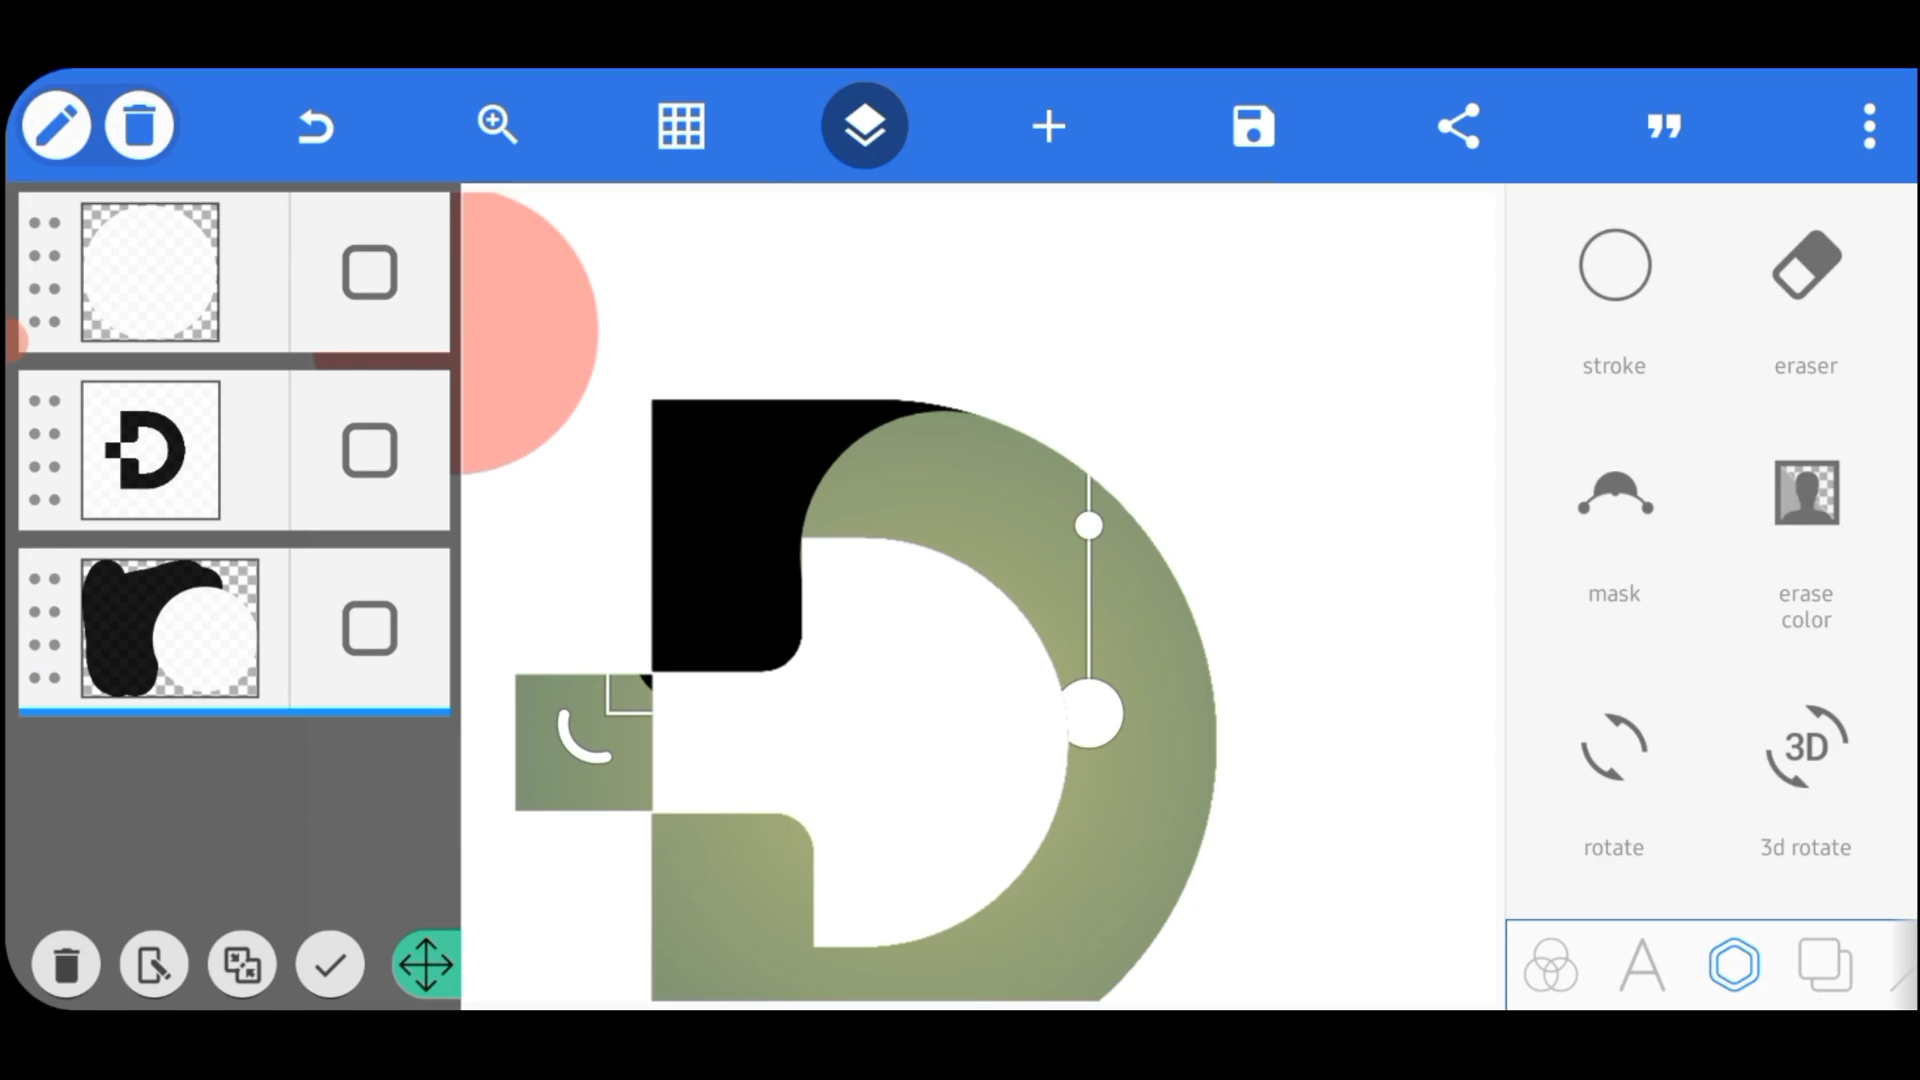 stroke
eraser
mask
erase
color
3D
rotate
3d rotate
A